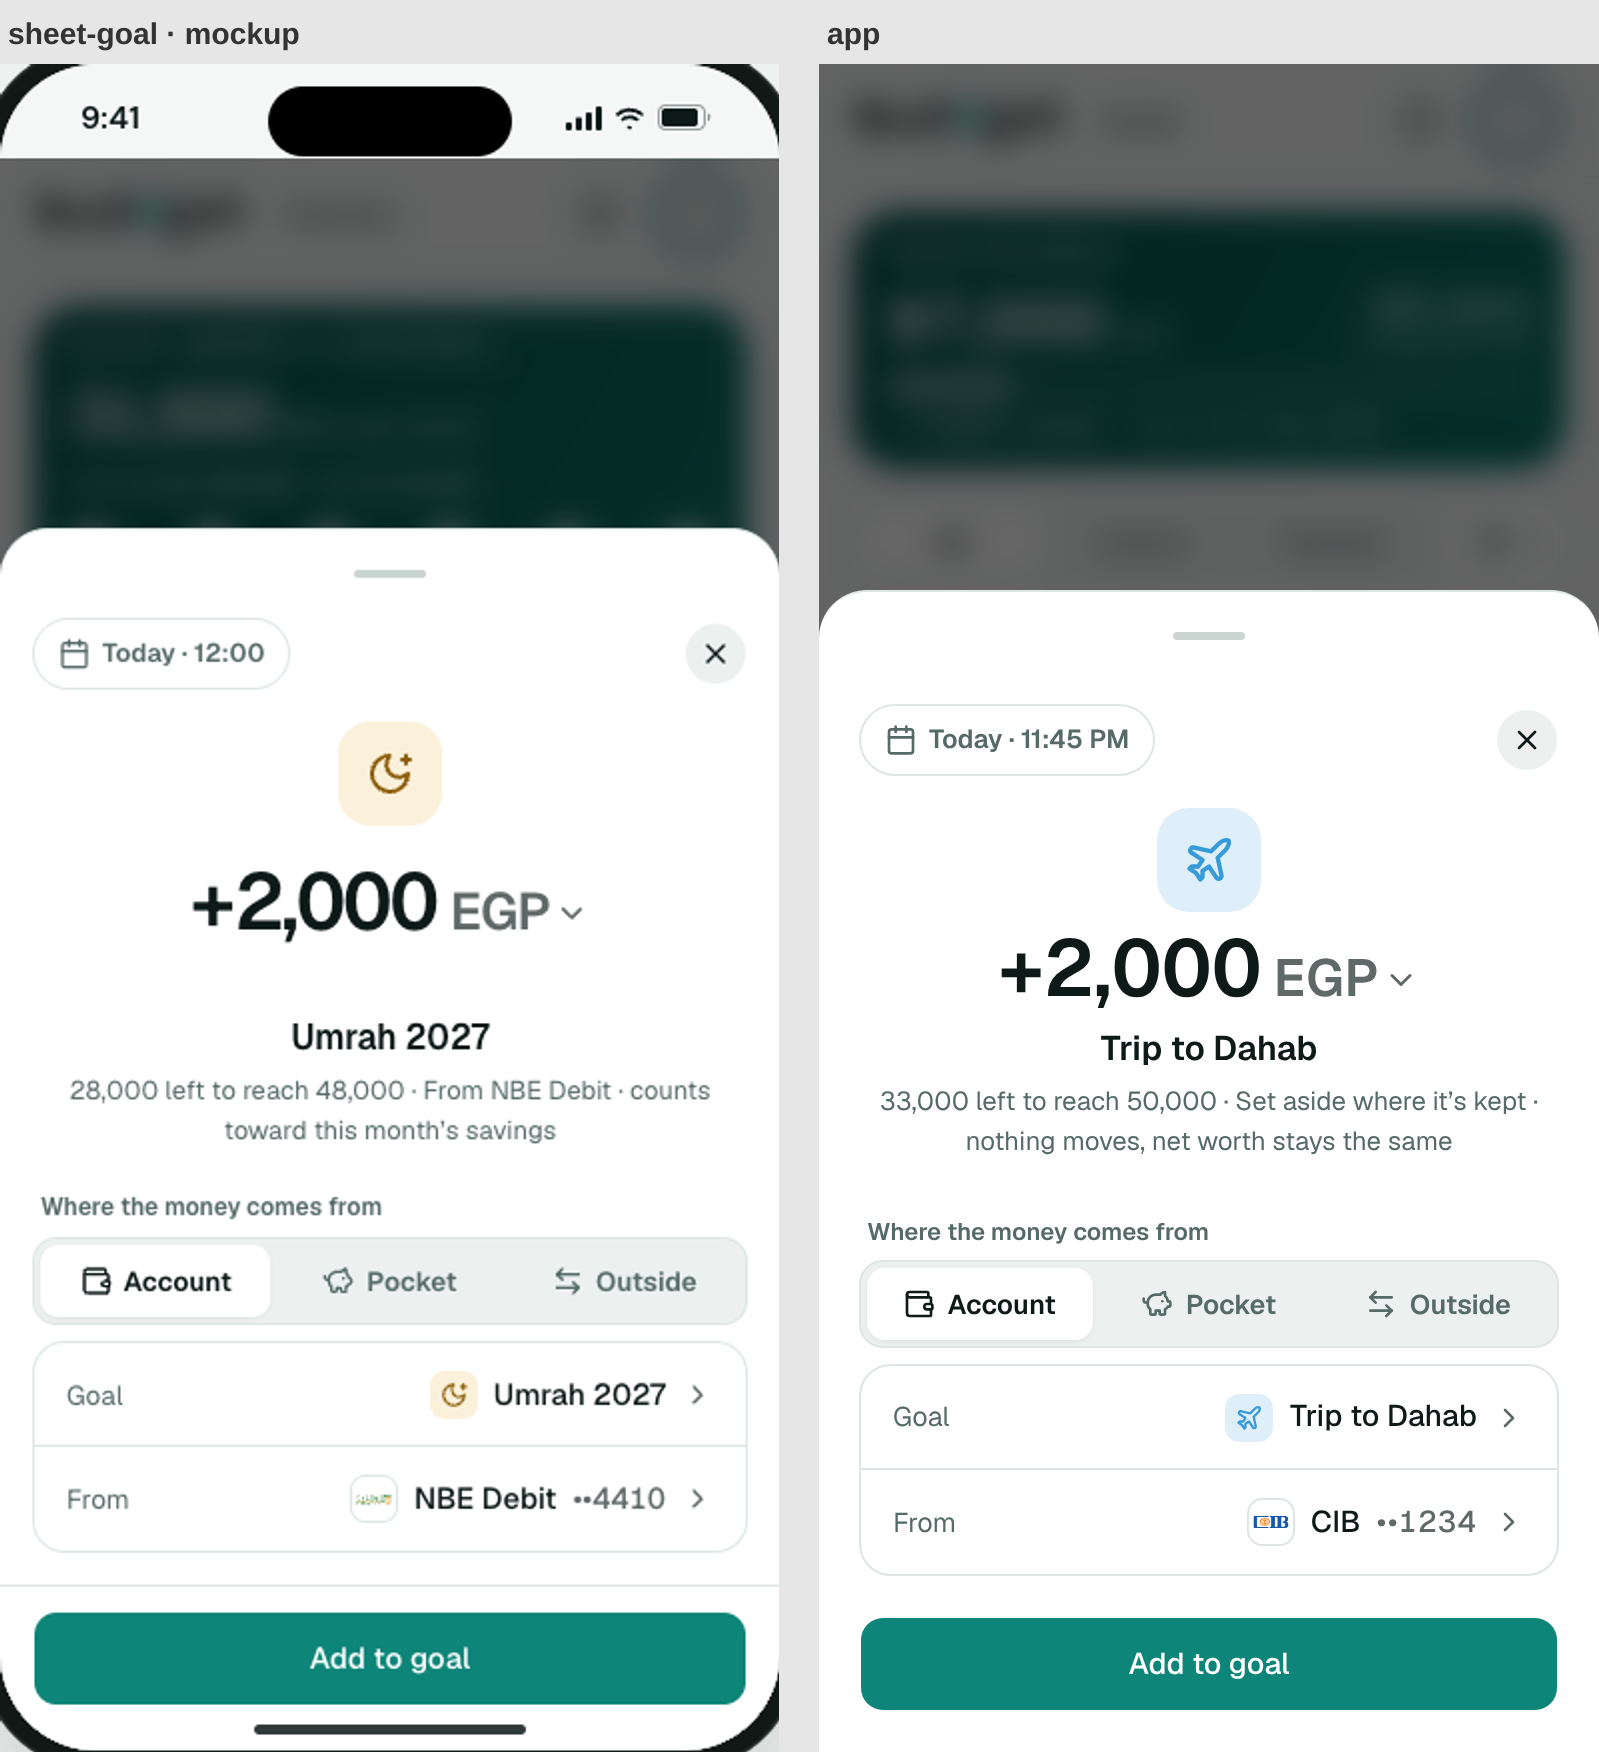 sheet-goal · mockup
9:41
Today · 12:00
+2,000 EGP
Umrah 2027
28,000 left to reach 48,000 · From NBE Debit · counts
toward this month’s savings
Where the money comes from
Account
Pocket
Outside
Goal
Umrah 2027
From
NBE Debit ••4410
Add to goal
app
Today · 11:45 PM
+2,000 EGP
Trip to Dahab
33,000 left to reach 50,000 · Set aside where it’s kept ·
nothing moves, net worth stays the same
Where the money comes from
Account
Pocket
Outside
Goal
Trip to Dahab
From
CIB
CIB ••1234
Add to goal